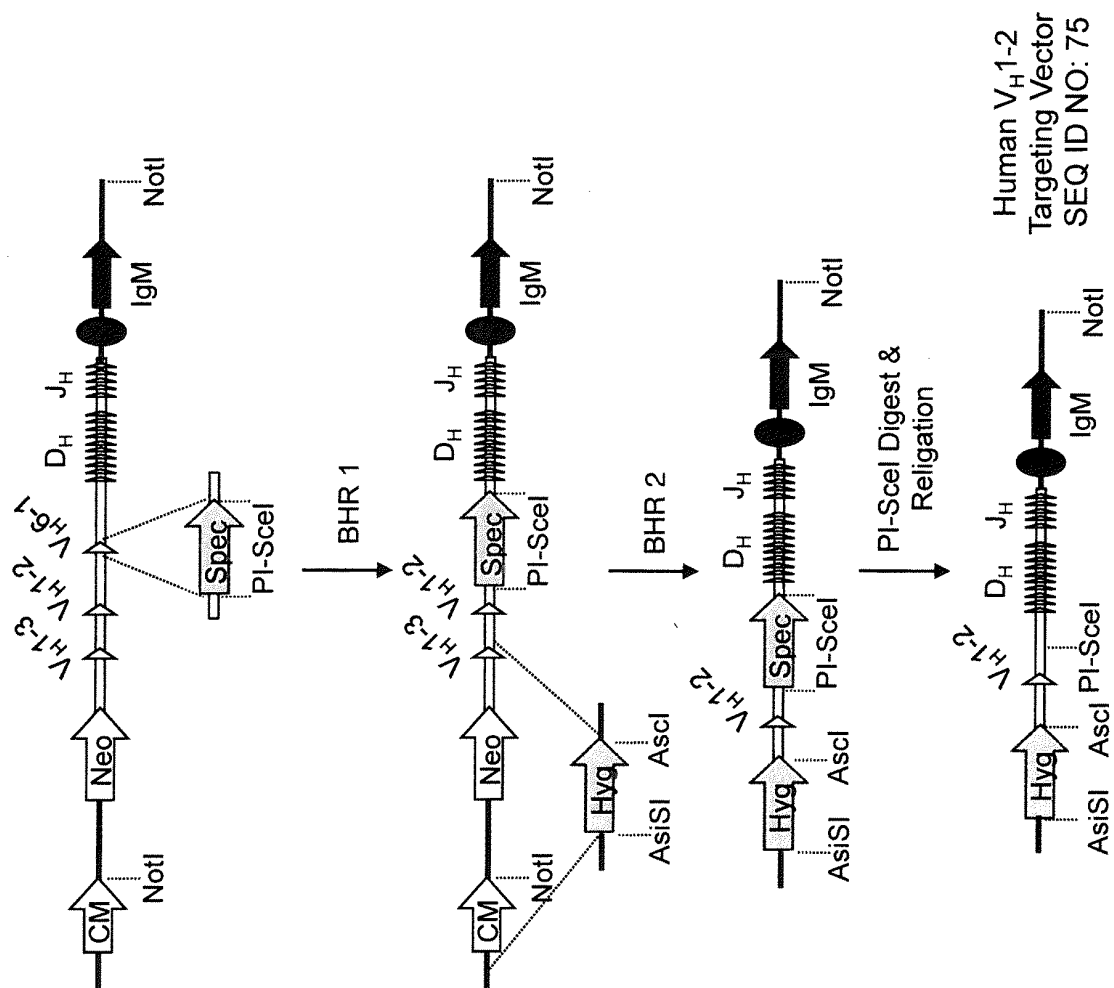 V_H1-3 V_H1-2 V_H6-1 D_H J_H
CM Neo IgM
NotI NotI
Spec
PI-SceI
BHR 1
V_H1-3 V_H1-2 D_H J_H
CM Neo Spec IgM
NotI PI-SceI NotI
Hyg
AsiSI AscI
BHR 2
V_H1-2 D_H J_H
Hyg Spec IgM
AsiSI AscI PI-SceI NotI
PI-SceI Digest &
Religation
V_H1-2 D_H J_H
Hyg IgM
AsiSI AscI PI-SceI NotI
Human V_H1-2
Targeting Vector
SEQ ID NO: 75